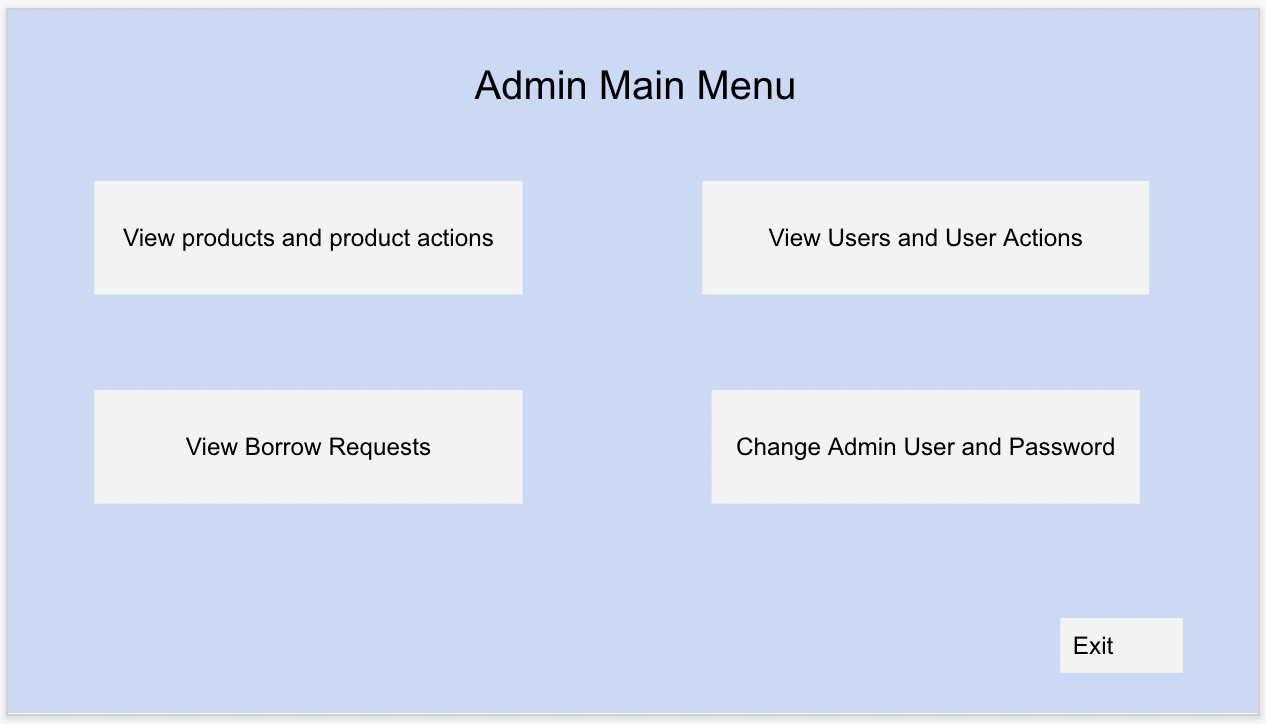 Admin Main Menu
View products and product actions
View Users and User Actions
View Borrow Requests
Change Admin User and Password
Exit